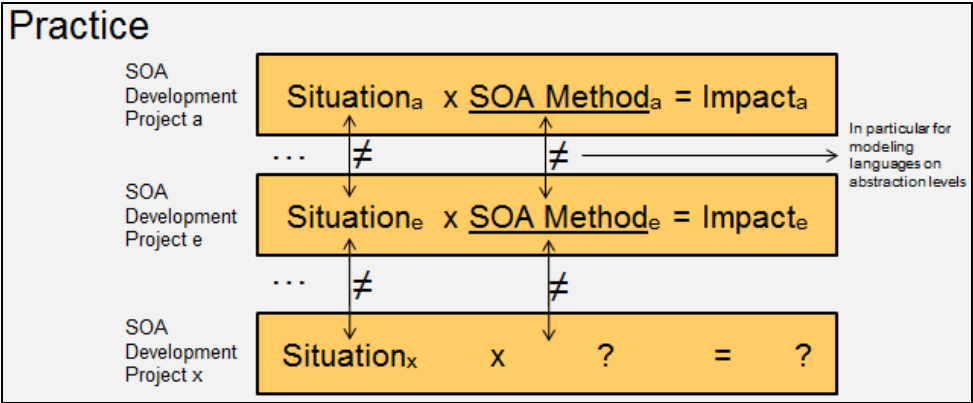 Practice
SOA
Development
Project a
Situationₐ x SOA Methodₐ = Impactₐ
... ≠ ≠
In particular for
modeling
languages on
abstraction levels
SOA
Development
Project e
Situationₑ x SOA Methodₑ = Impactₑ
... ≠ ≠
SOA
Development
Project x
Situationₓ x ? = ?